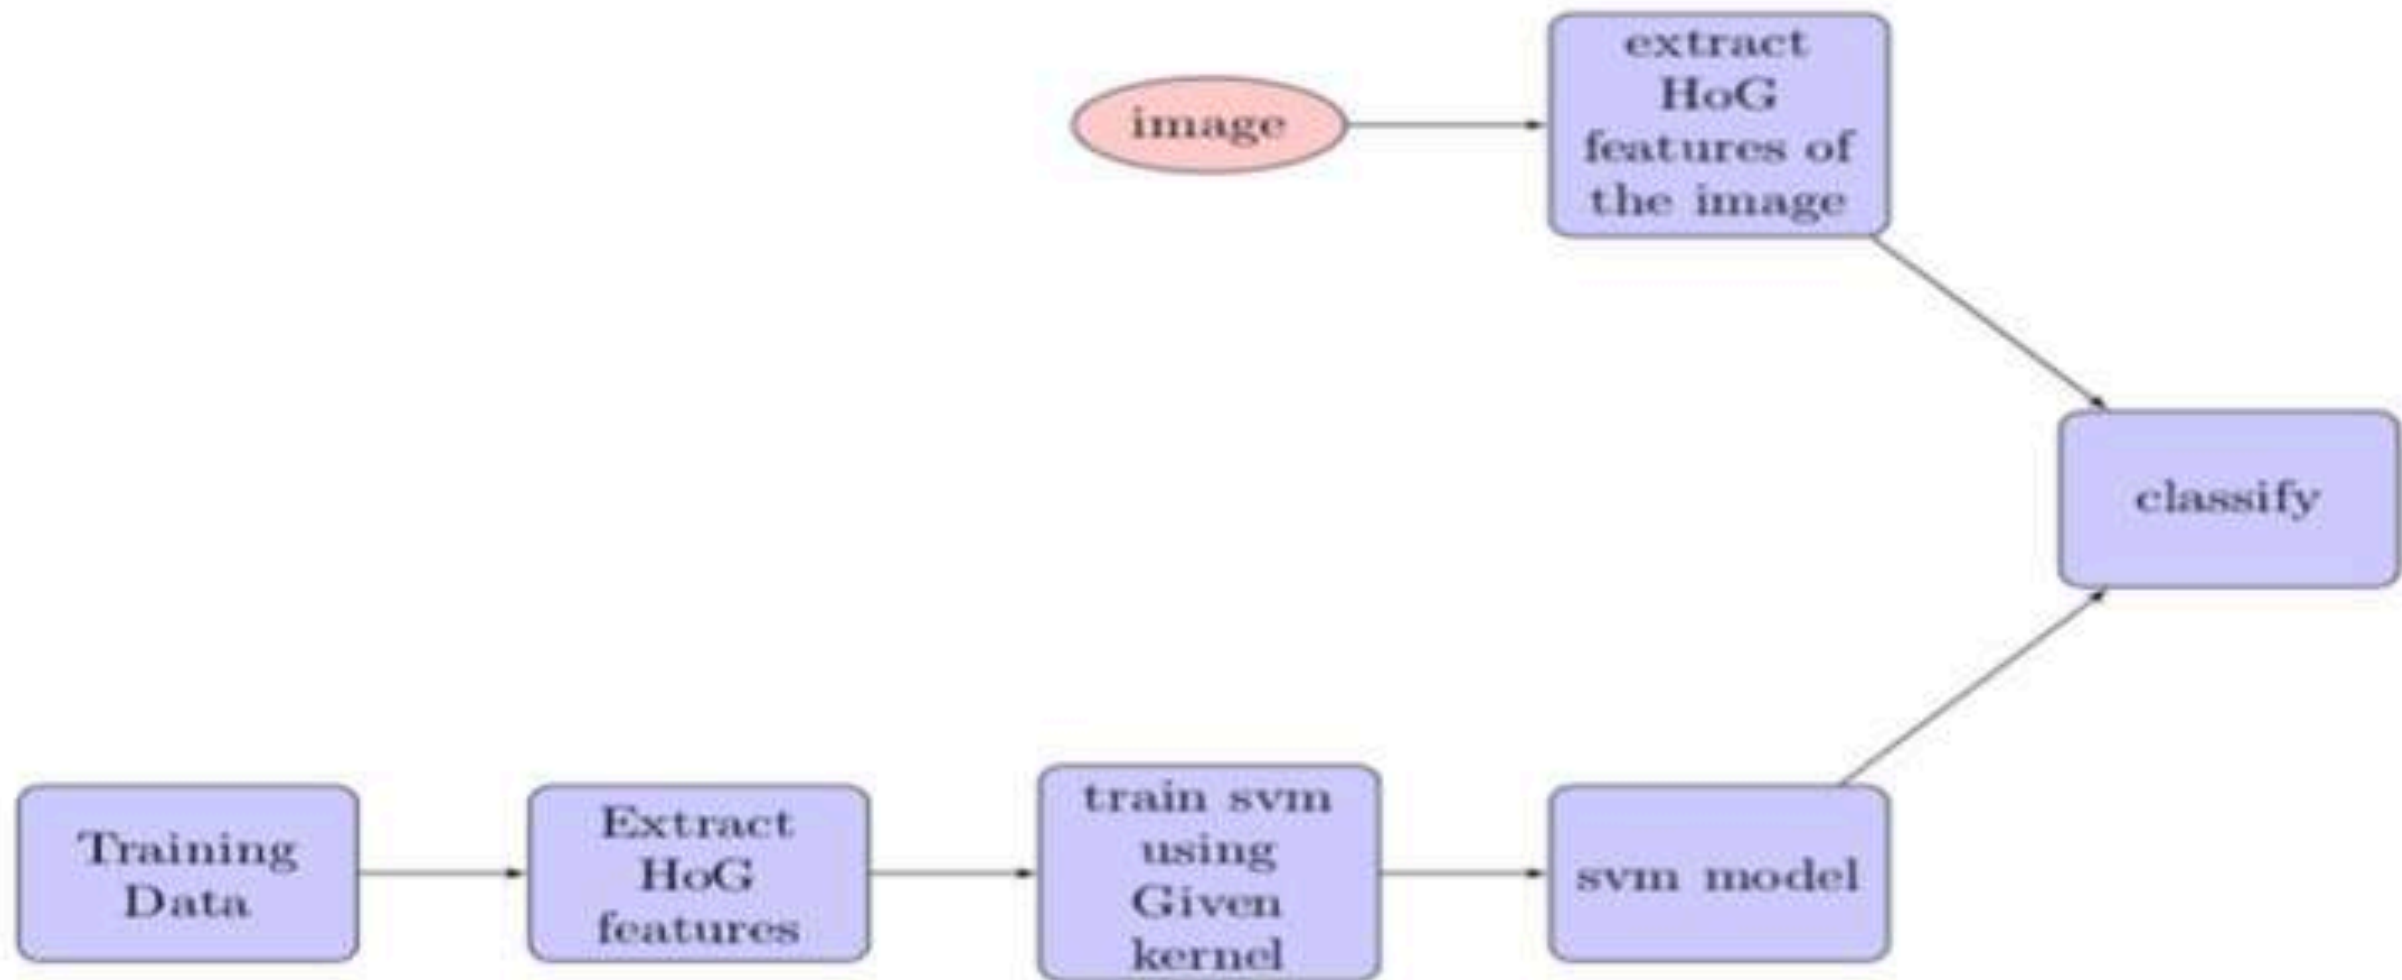 extract
HoG
features of
the image
image
classify
Training
Data
Extract
HoG
features
train svm
using
Given
kernel
svm model